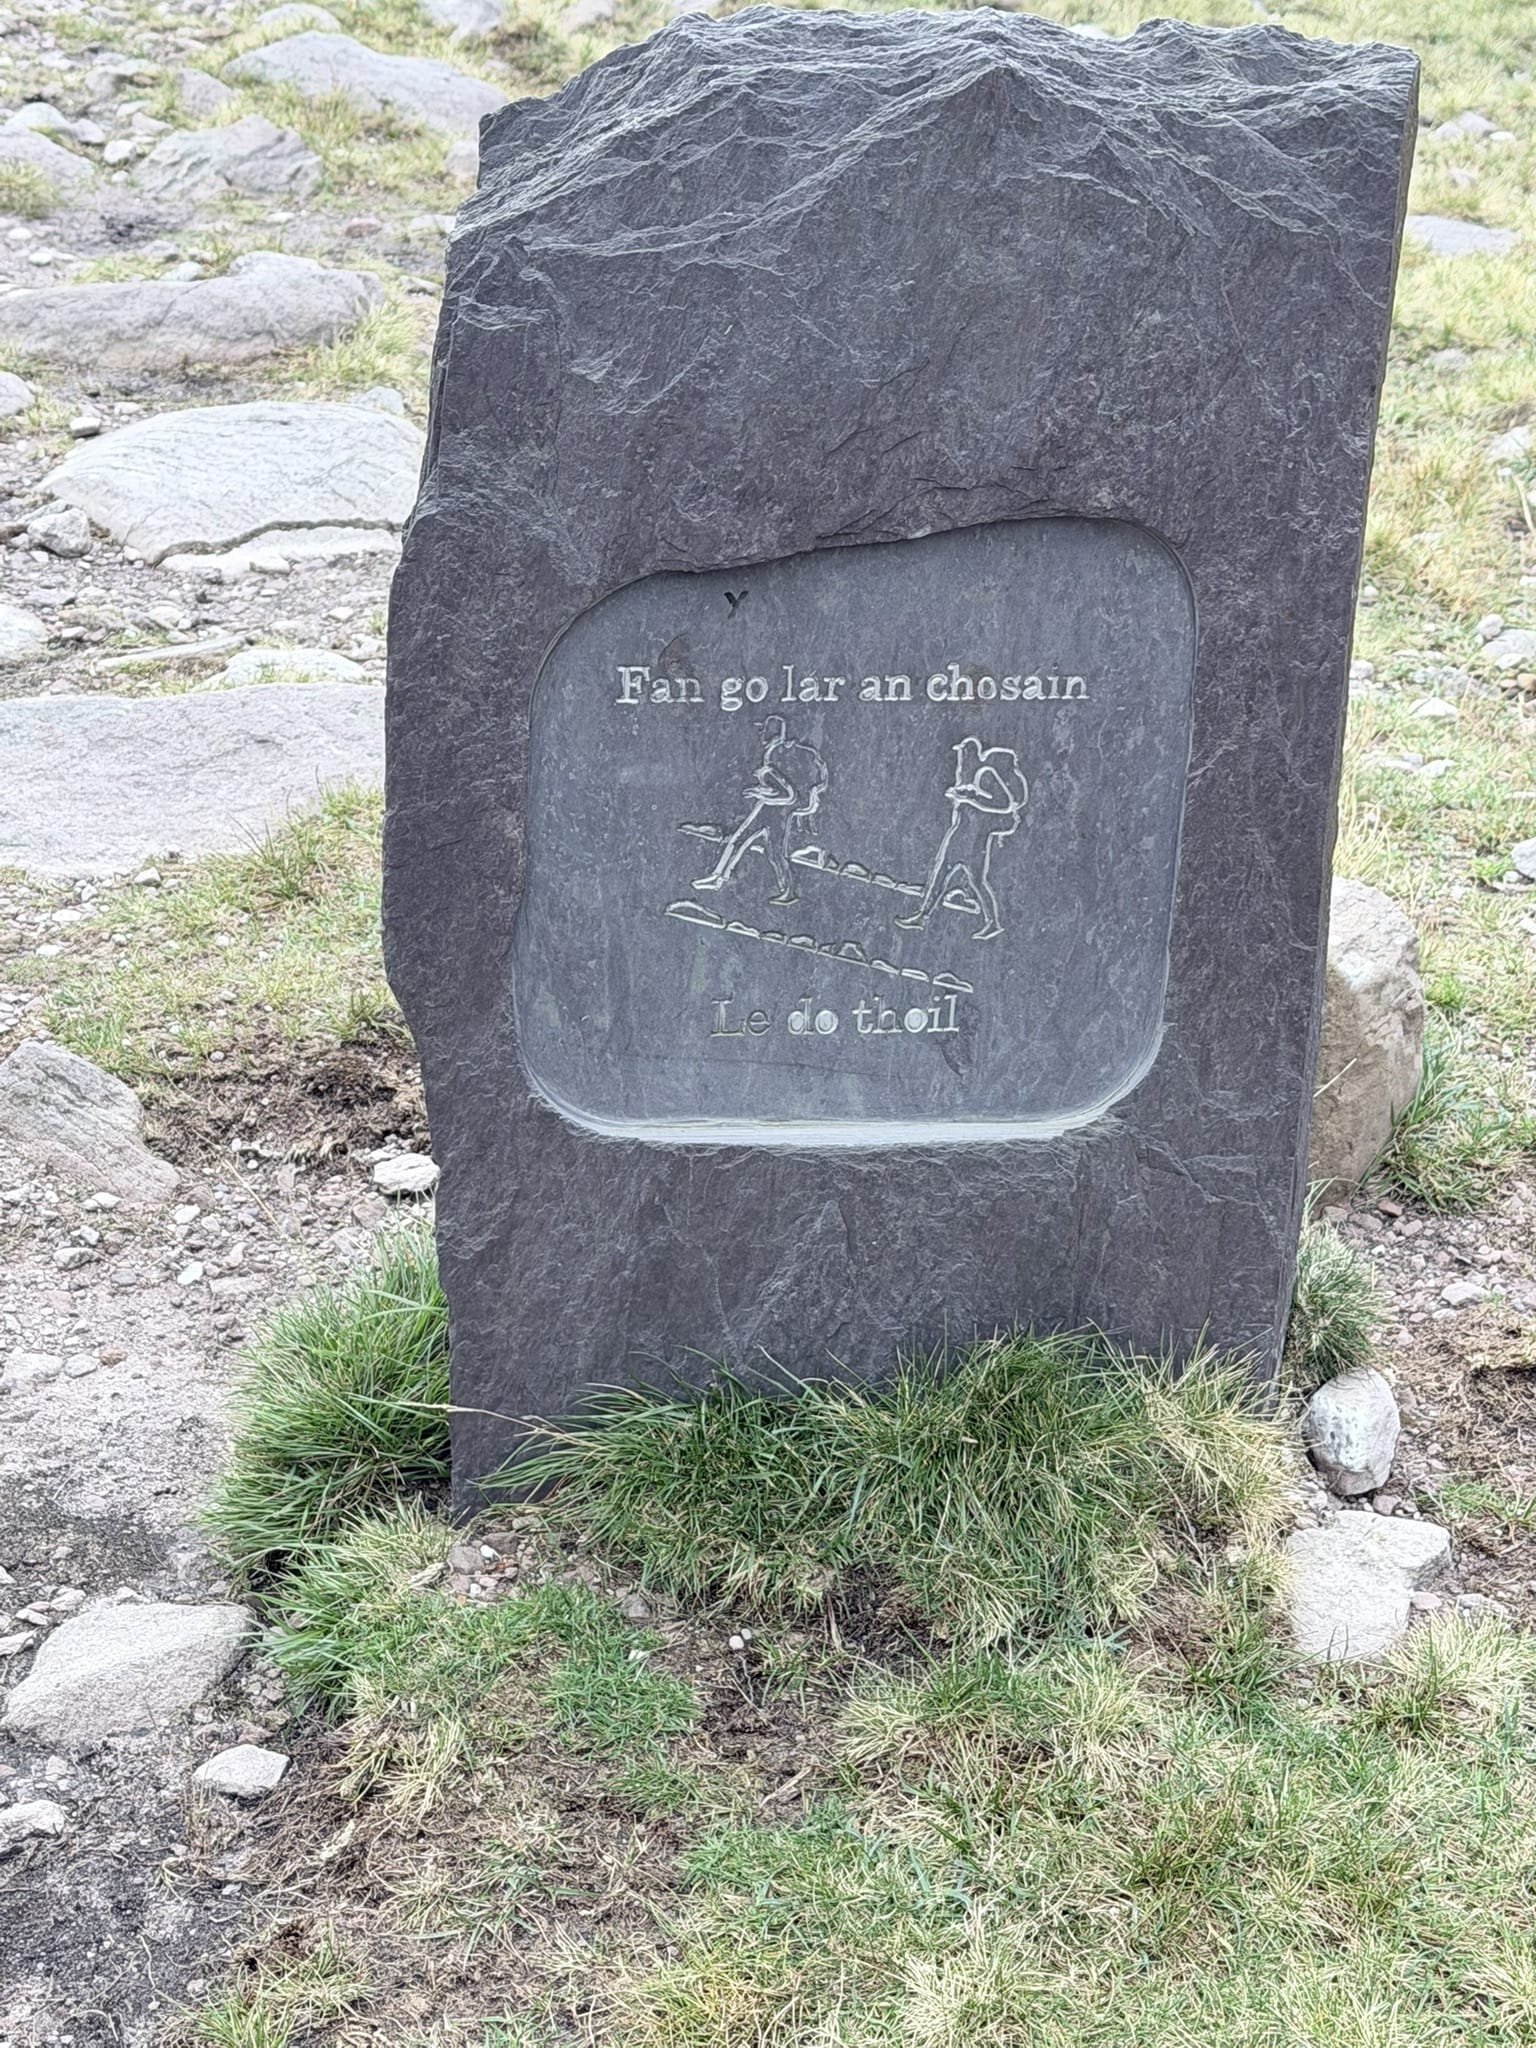 Y
Fan go lar an chosain
Le do thoil